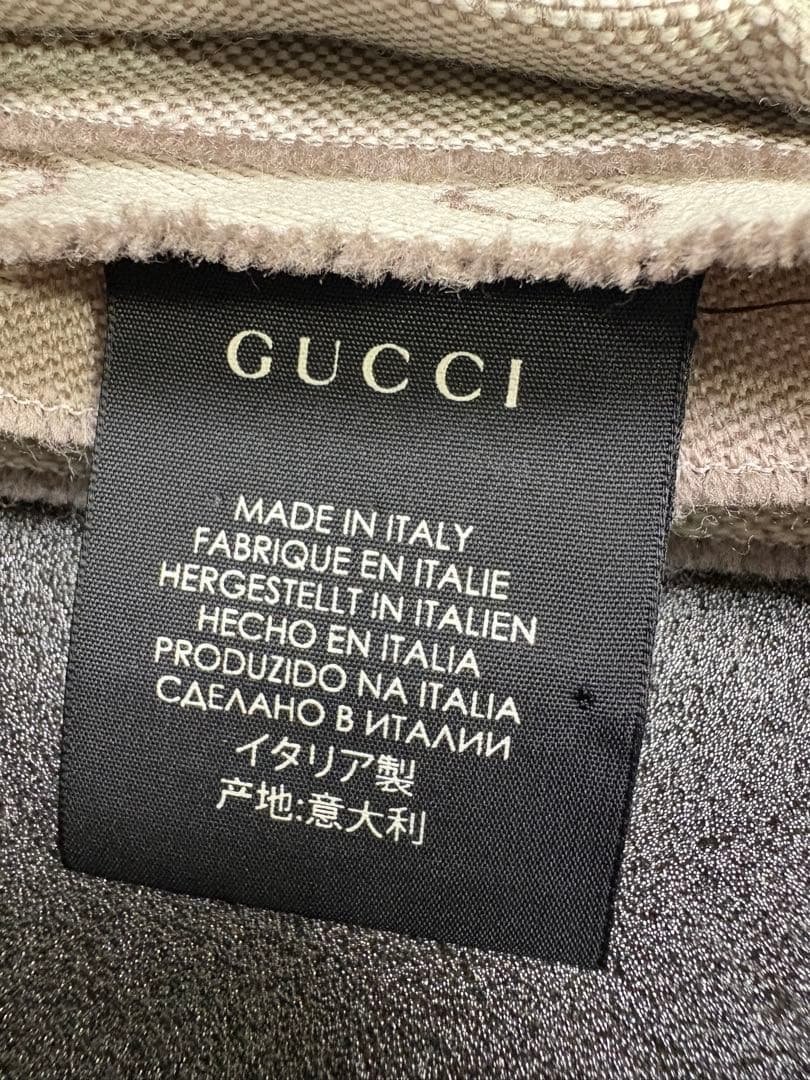 GUCCI
MADE IN ITALY
FABRIQUE EN ITALIE
HERGESTELLT IN ITALIEN
HECHO EN ITALIA
PRODUZIDO NA ITALIA
СДЕЛАНО В ИТАЛИИ
イタリア製
产地:意大利